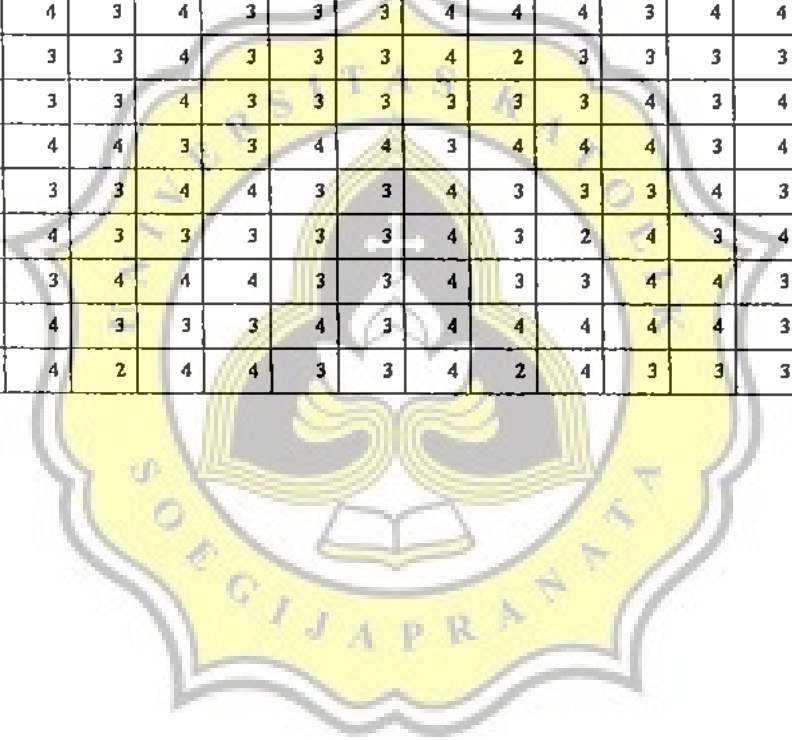 4 3 4 3 3 3 4 4 4 3 4 4
3 3 4 3 3 3 4 2 3 3 3 3
3 3 4 3 3 3 3 3 3 4 3 4
4 4 3 3 4 4 3 4 4 4 3 4
3 3 4 4 3 3 4 3 3 3 4 3
4 3 3 3 3 3 4 3 2 4 3 4
3 4 4 4 3 3 4 3 3 4 4 3
4 3 3 3 4 3 4 4 4 4 4 3
4 2 4 4 3 3 4 2 4 3 3 3
UNIVERSITAS KATOLIK
SOEGIJAPRANATA